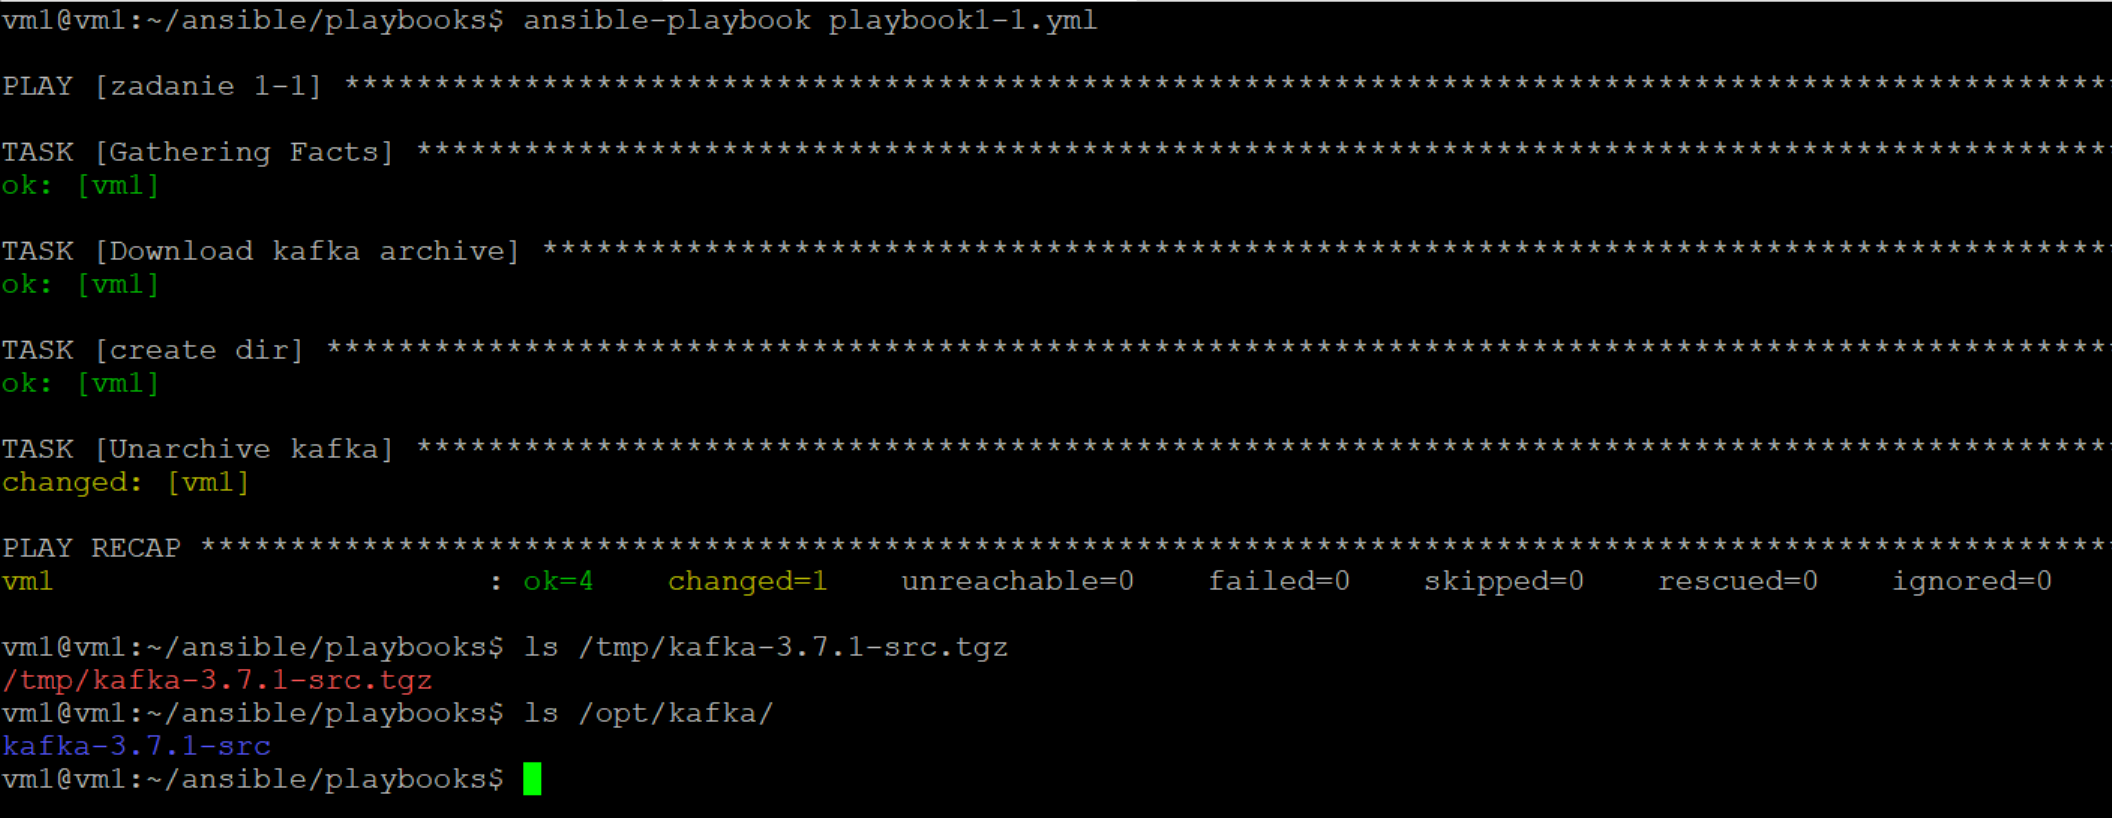 vm1@vm1:~/ansible/playbooks$ ansible-playbook playbook1-1.yml
PLAY [zadanie 1-1] **************************************************************************************************
TASK [Gathering Facts] **********************************************************************************************
ok: [vm1]
TASK [Download kafka archive] ***************************************************************************************
ok: [vm1]
TASK [create dir] ***************************************************************************************************
ok: [vm1]
TASK [Unarchive kafka] **********************************************************************************************
changed: [vm1]
PLAY RECAP **********************************************************************************************************
vm1                        : ok=4    changed=1    unreachable=0    failed=0    skipped=0    rescued=0    ignored=0
vm1@vm1:~/ansible/playbooks$ ls /tmp/kafka-3.7.1-src.tgz
/tmp/kafka-3.7.1-src.tgz
vm1@vm1:~/ansible/playbooks$ ls /opt/kafka/
kafka-3.7.1-src
vm1@vm1:~/ansible/playbooks$